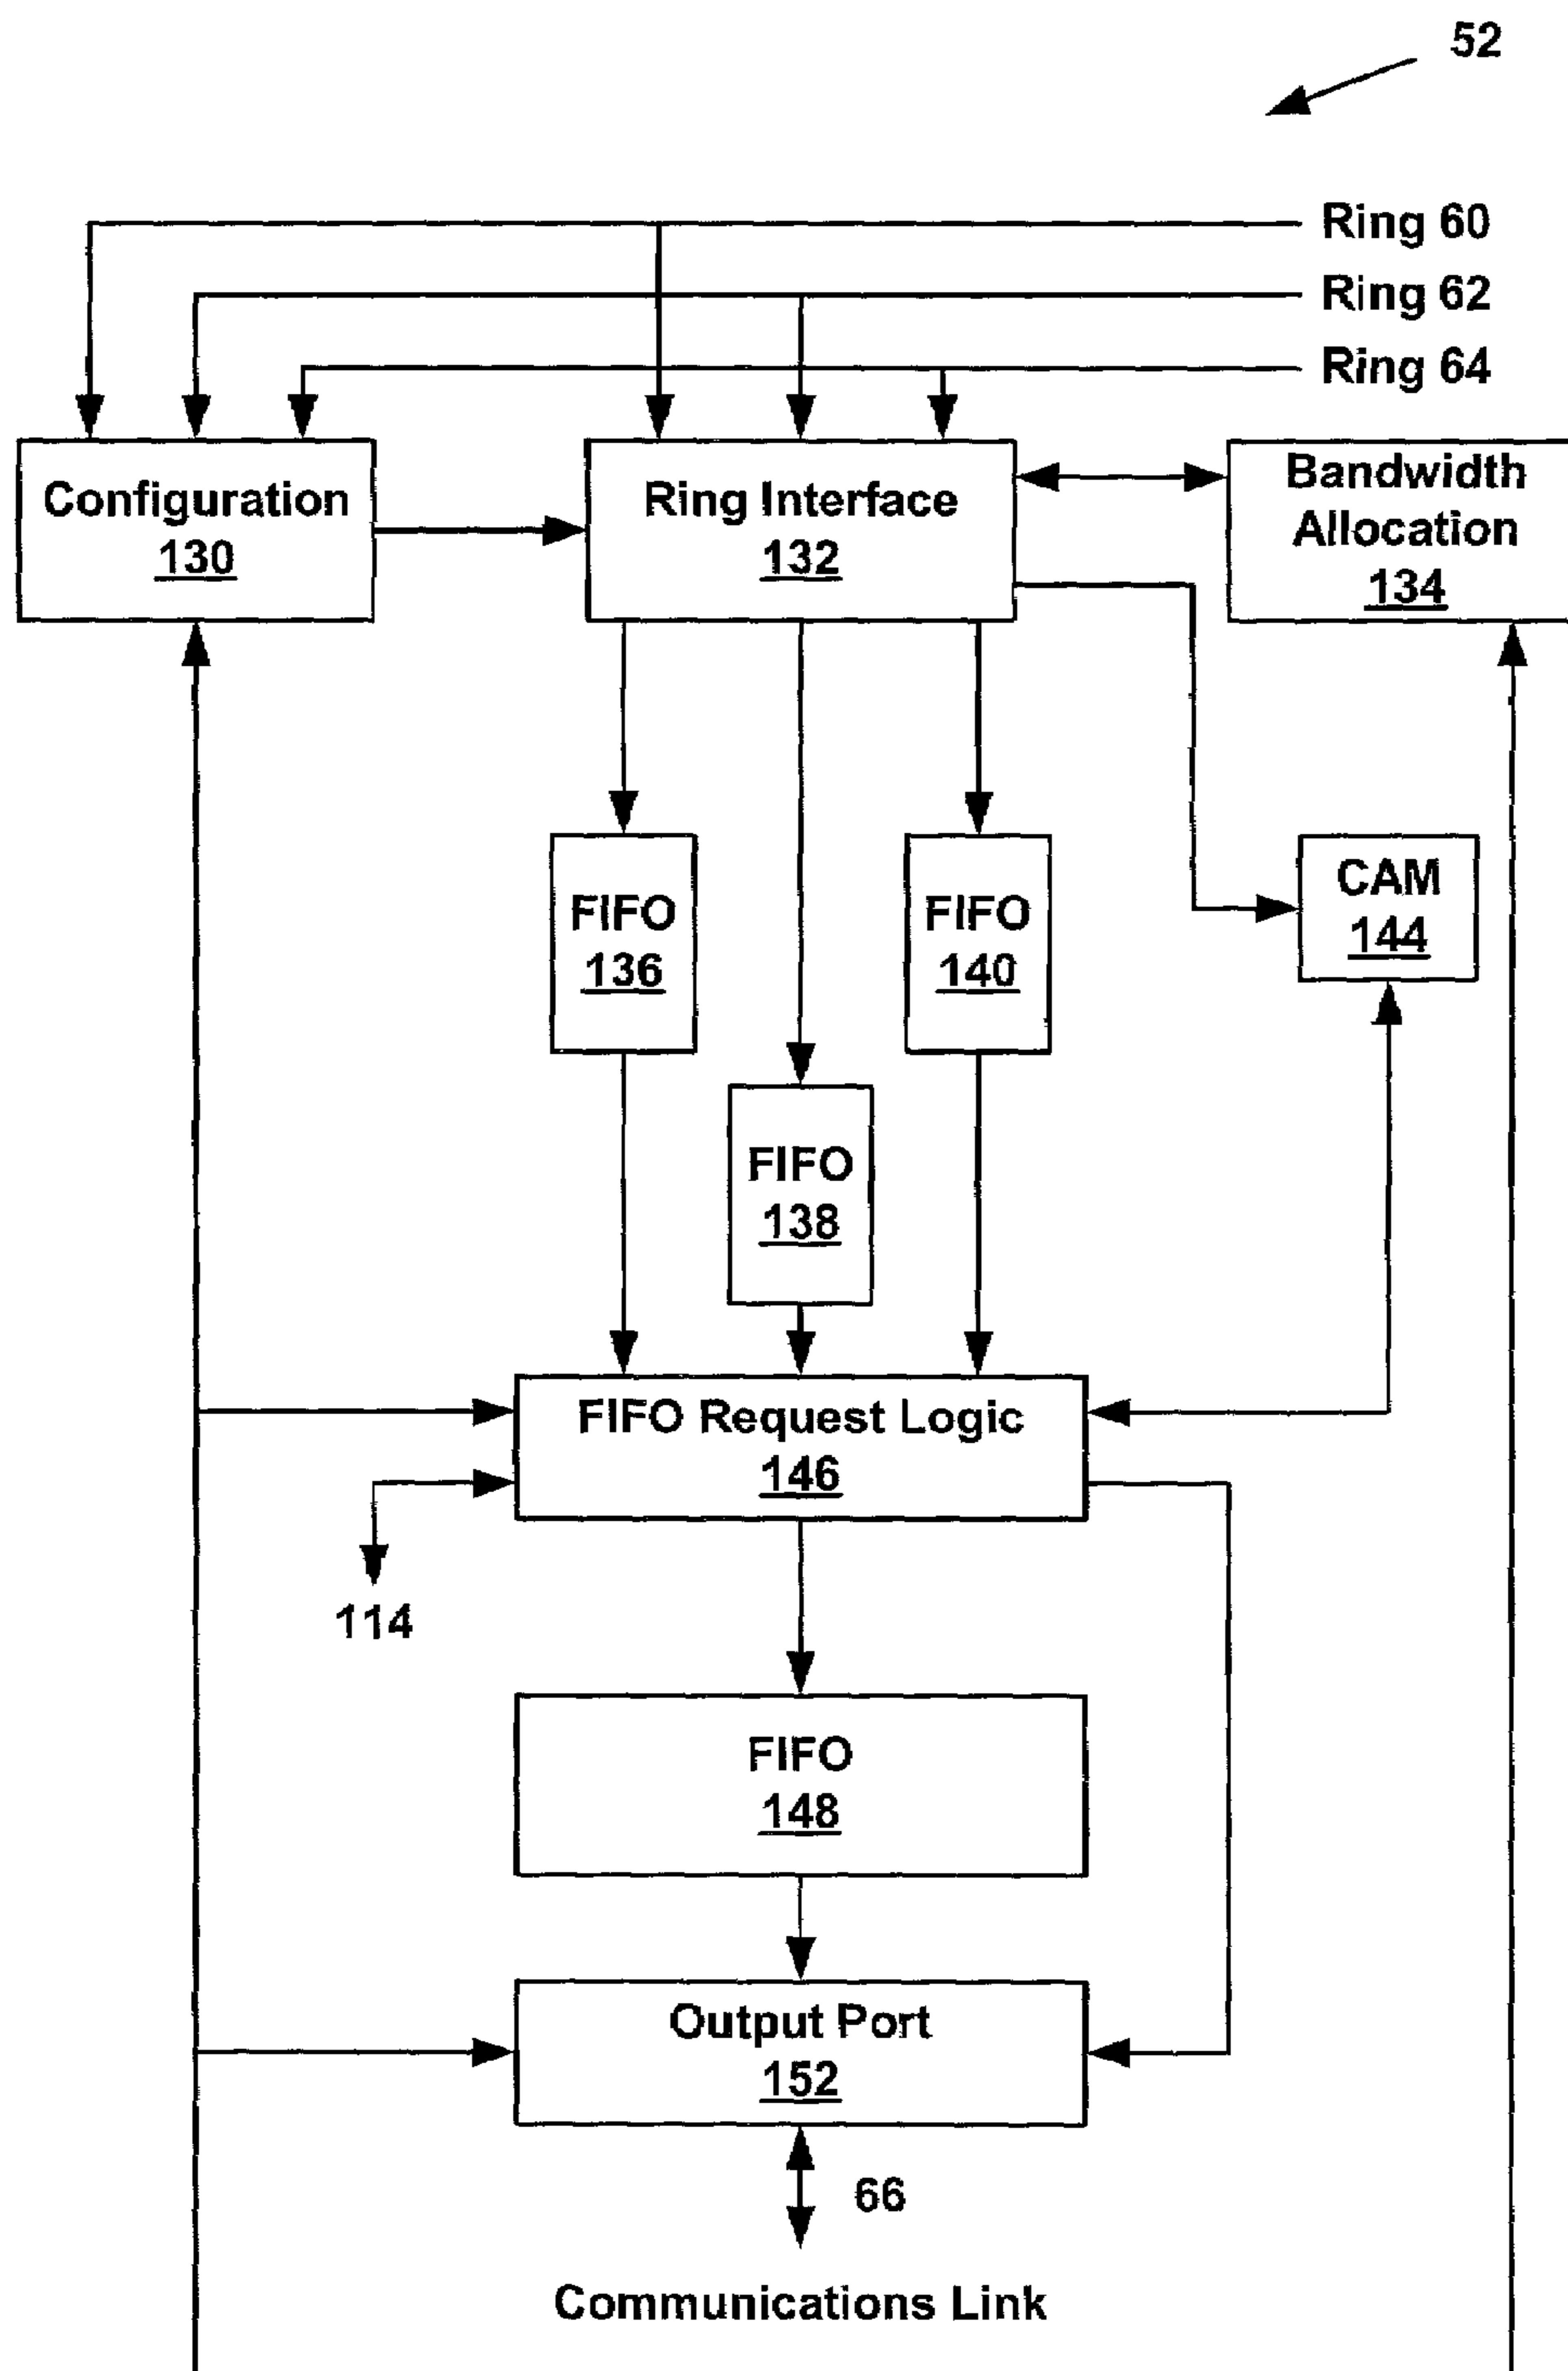 52
Ring 60
Ring 62
Ring 64
Configuration
130
Ring Interface
132
Bandwidth
Allocation
134
FIFO
136
FIFO
140
CAM
144
FIFO
138
FIFO Request Logic
146
114
FIFO
148
Output Port
152
66
Communications Link